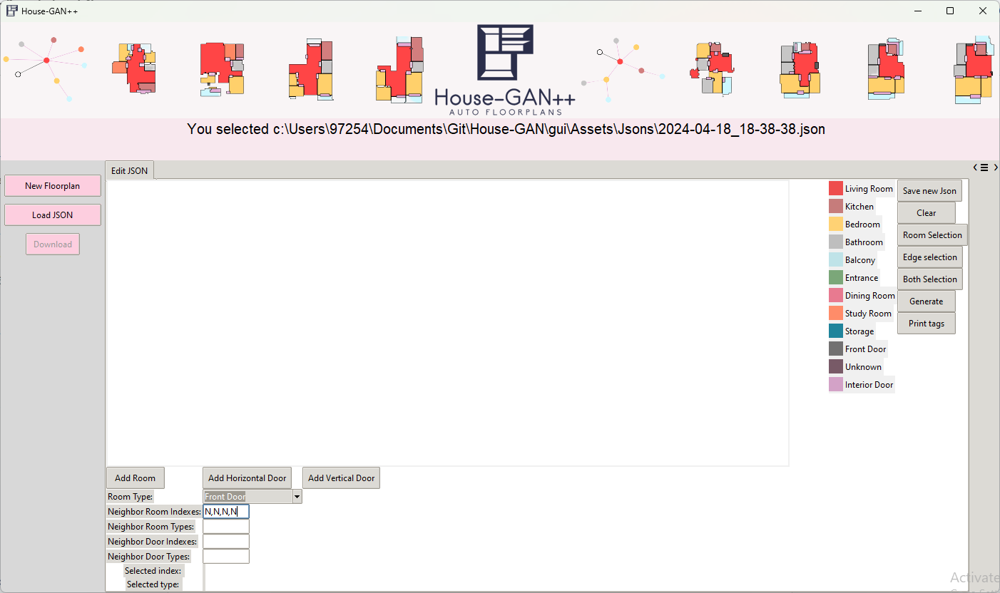 House-GAN++
House-GAN++
AUTO FLOORPLANS
You selected c:\Users\97254\Documents\Git\House-GAN\gui\Assets\Jsons\2024-04-18_18-38-38.json
Edit JSON
New Floorplan
Load JSON
Download
Living Room
Kitchen
Bedroom
Bathroom
Balcony
Entrance
Dining Room
Study Room
Storage
Front Door
Unknown
Interior Door
Save new Json
Clear
Room Selection
Edge selection
Both Selection
Generate
Print tags
Add Room Add Horizontal Door Add Vertical Door
Room Type: Front Door
Neighbor Room Indexes: N,N,N,N
Neighbor Room Types:
Neighbor Door Indexes:
Neighbor Door Types:
Selected index:
Selected type:
Activate